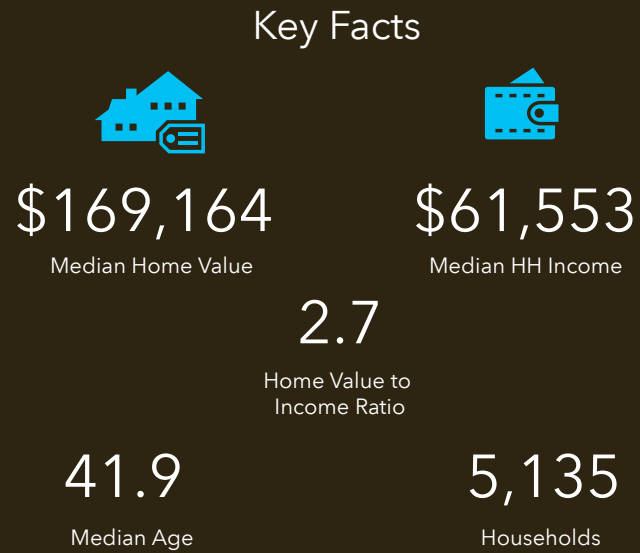 Key Facts
$169,164
Median Home Value
$61,553
Median HH Income
2.7
Home Value to
Income Ratio
41.9
Median Age
5,135
Households